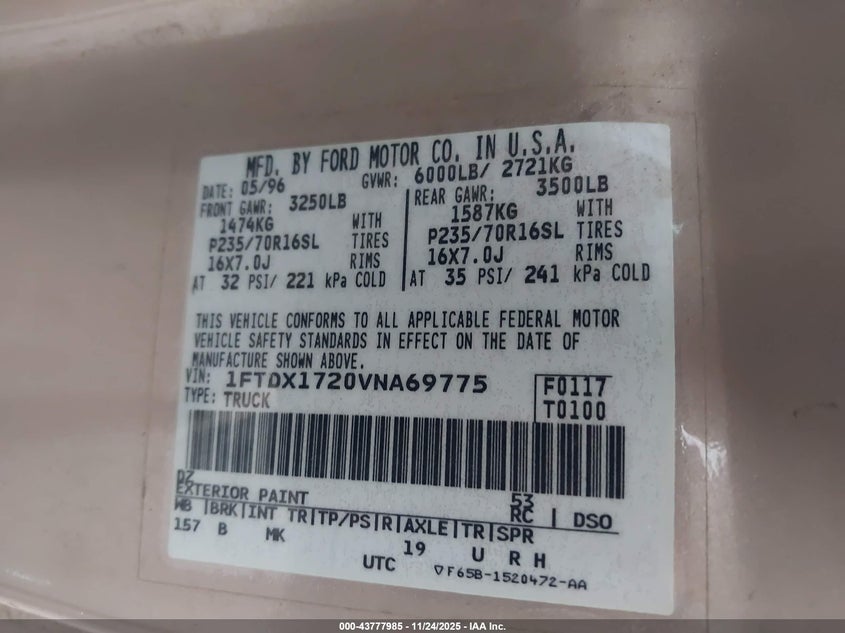 MFD. BY FORD MOTOR CO. IN U.S.A.
DATE: 05/96 GVWR: 6000LB/ 2721KG
FRONT GAWR: 3250LB REAR GAWR: 3500LB
1474KG WITH 1587KG WITH
P235/70R16SL TIRES P235/70R16SL TIRES
16X7.0J RIMS 16X7.0J RIMS
AT 32 PSI/ 221 kPa COLD AT 35 PSI/ 241 kPa COLD
THIS VEHICLE CONFORMS TO ALL APPLICABLE FEDERAL MOTOR
VEHICLE SAFETY STANDARDS IN EFFECT ON THE DATE OF
MANUFACTURE SHOWN ABOVE.
VIN: 1FTDX1720VNA69775 F0117
TYPE: TRUCK T0100
DZ
EXTERIOR PAINT 53
RC DSO
WB BRK INT TR TP/PS R AXLE TR SPR
157 B MK 19 U R H
UTC ▽F65B-1520472-AA
000-43777985 - 11/24/2025 - IAA Inc.